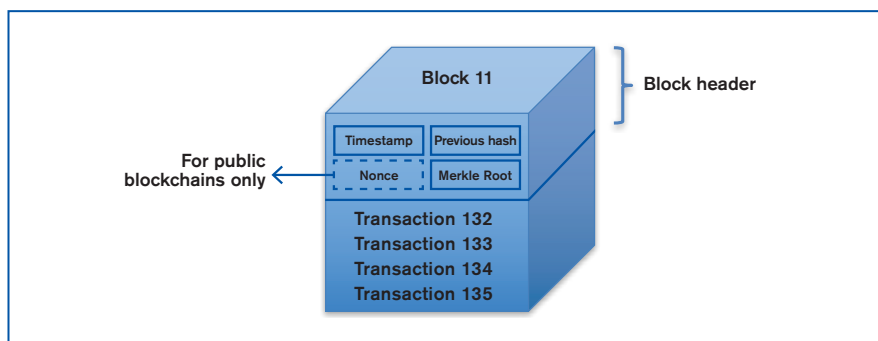 Block 11
Block header
Timestamp
Previous hash
For public
blockchains only
Nonce
Merkle Root
Transaction 132
Transaction 133
Transaction 134
Transaction 135